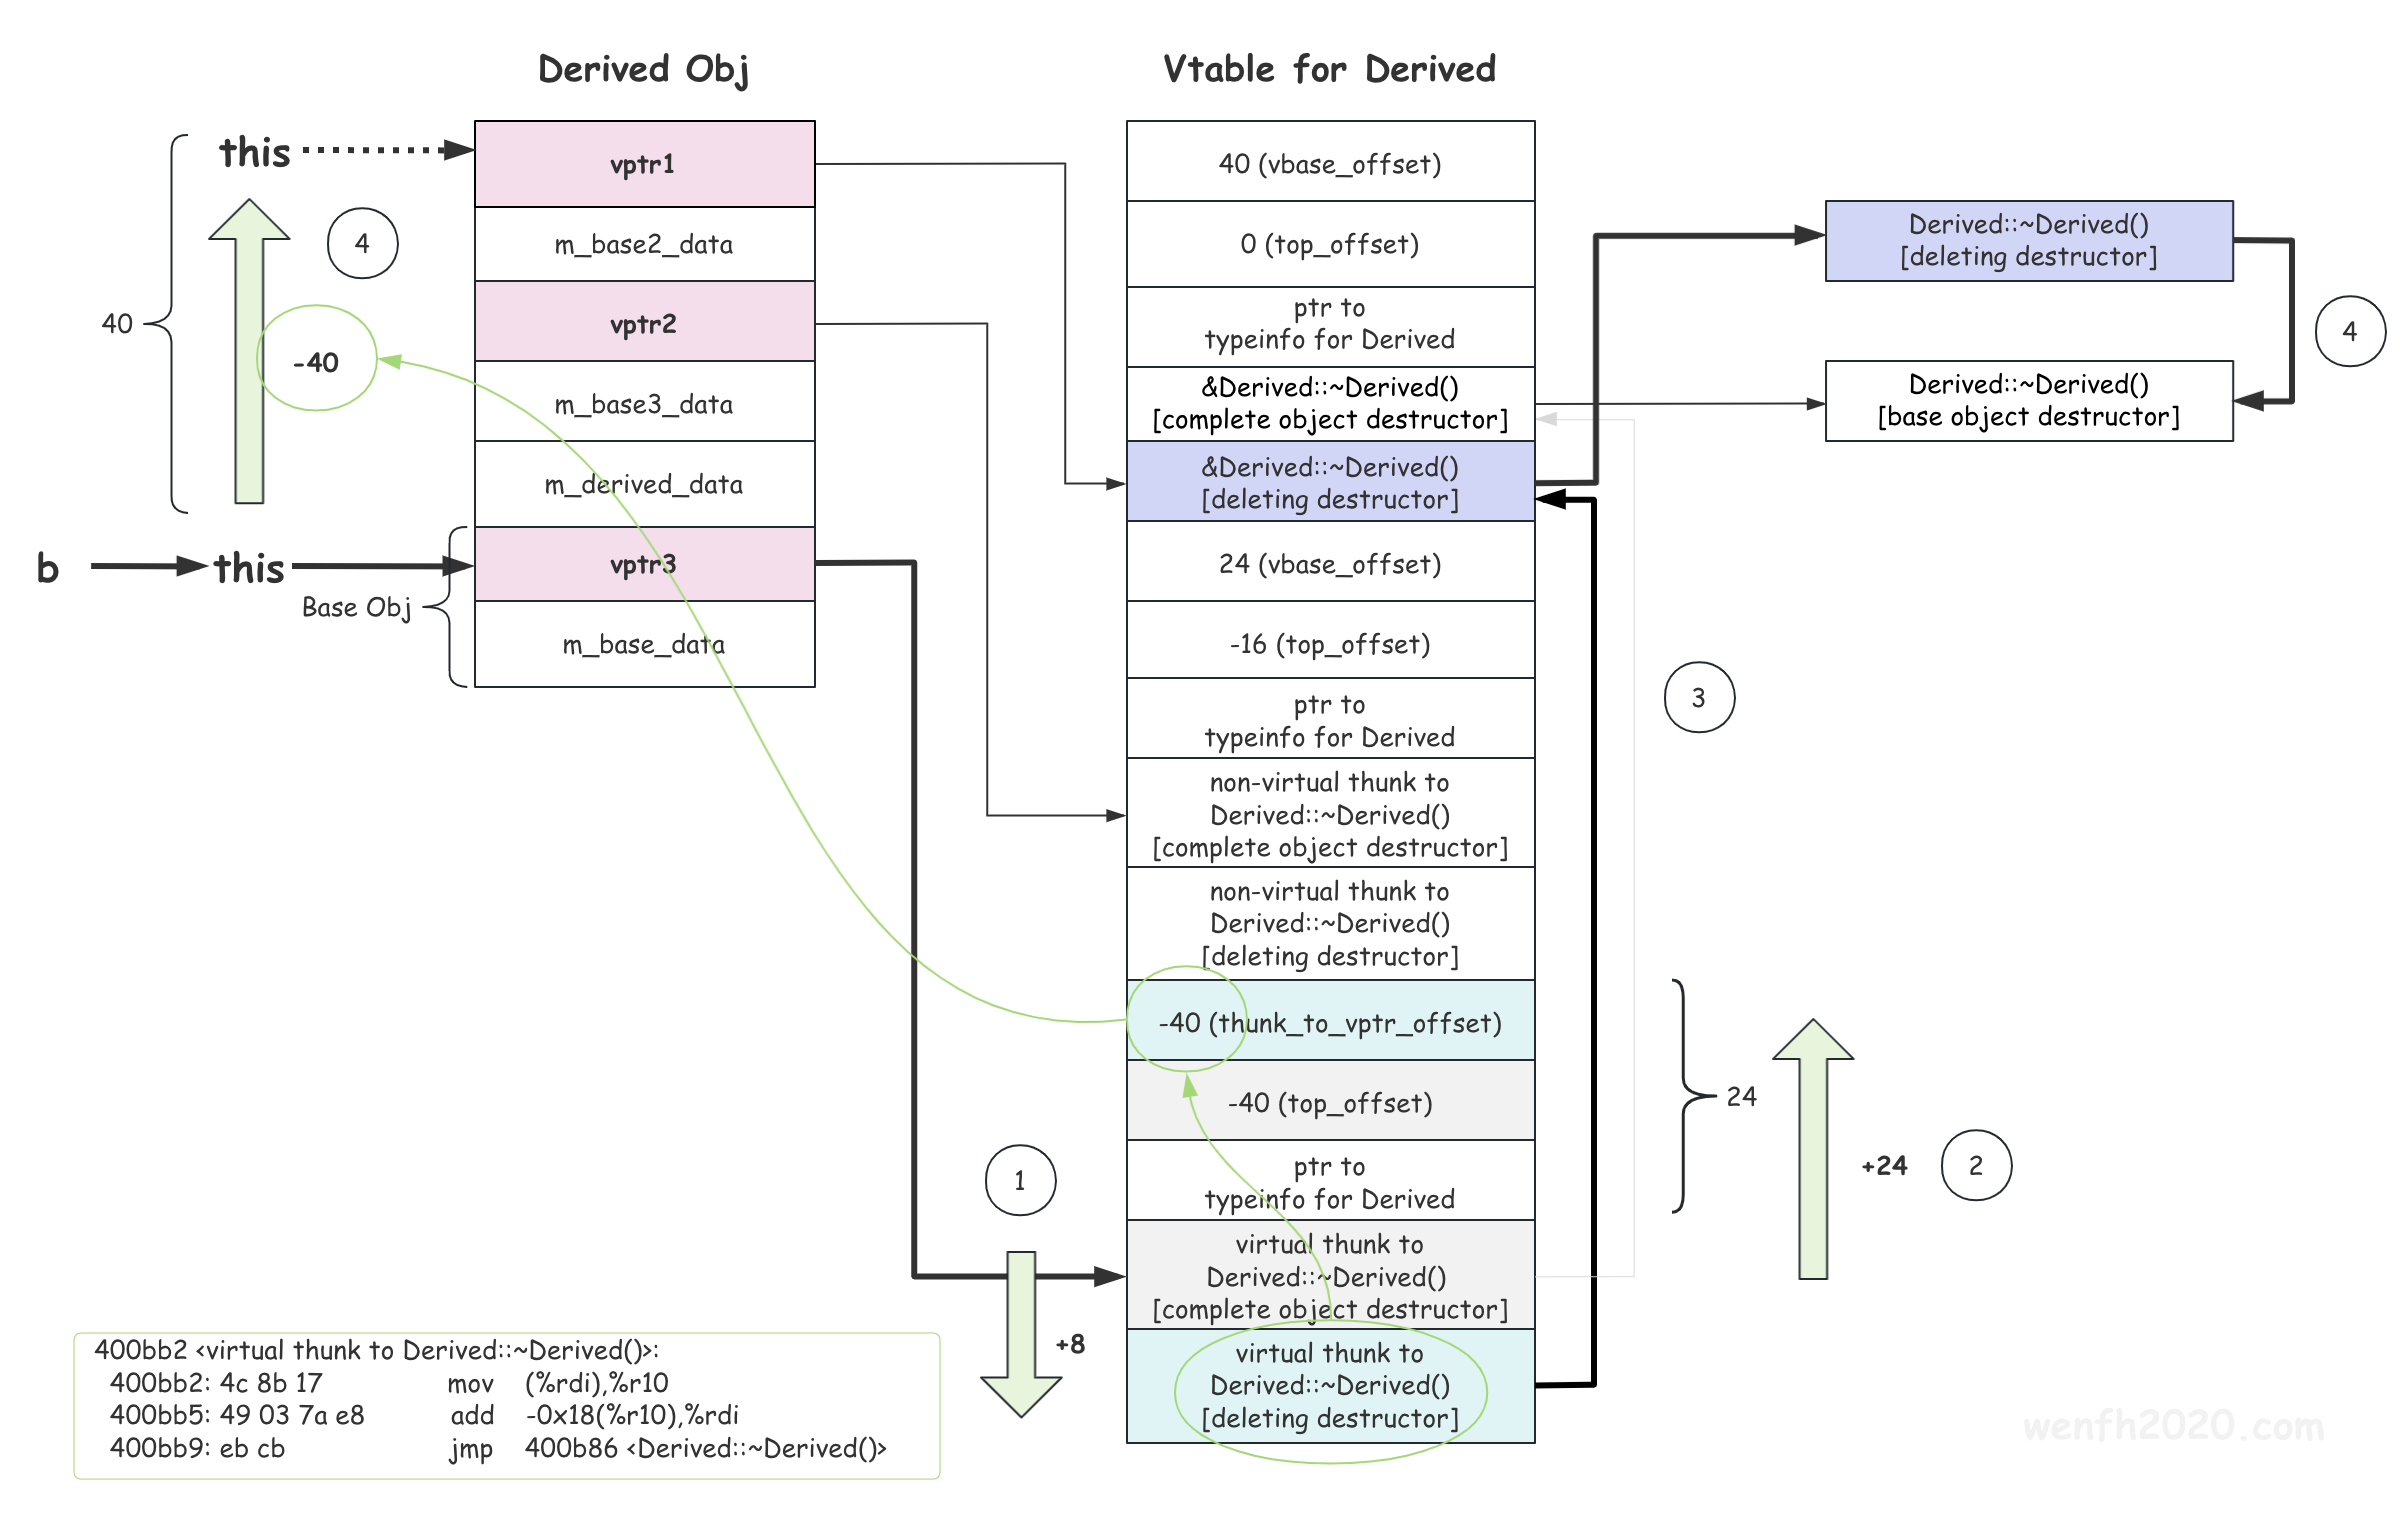 Derived Obj
Vtable for Derived
this
vptr1
m_base2_data
vptr2
m_base3_data
m_derived_data
vptr3
m_base_data
4
40
-40
b
this
Base Obj
40 (vbase_offset)
0 (top_offset)
ptr to
typeinfo for Derived
&Derived::~Derived()
[complete object destructor]
&Derived::~Derived()
[deleting destructor]
24 (vbase_offset)
-16 (top_offset)
ptr to
typeinfo for Derived
non-virtual thunk to
Derived::~Derived()
[complete object destructor]
non-virtual thunk to
Derived::~Derived()
[deleting destructor]
-40 (thunk_to_vptr_offset)
-40 (top_offset)
ptr to
typeinfo for Derived
virtual thunk to
Derived::~Derived()
[complete object destructor]
virtual thunk to
Derived::~Derived()
[deleting destructor]
Derived::~Derived()
[deleting destructor]
4
Derived::~Derived()
[base object destructor]
3
24
+24
2
1
+8
400bb2 <virtual thunk to Derived::~Derived()>:
400bb2: 4c 8b 17 mov (%rdi),%r10
400bb5: 49 03 7a e8 add -0x18(%r10),%rdi
400bb9: eb cb jmp 400b86 <Derived::~Derived()>
wenfh2020.com